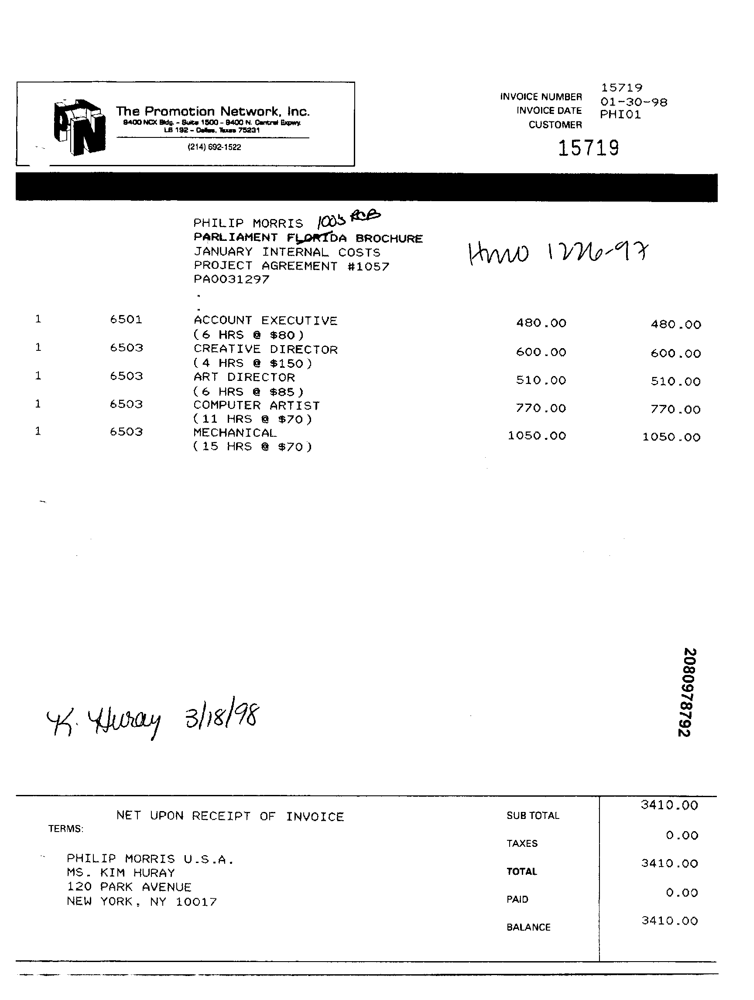 PN
The Promotion Network, Inc.
9400 NCX Bldg. – Suite 1500 – 9400 N. Central Expwy.
LB 192 – Dallas, Texas 75231
(214) 692-1522
INVOICE NUMBER 15719
INVOICE DATE 01-30-98
CUSTOMER PHI01
15719
PHILIP MORRIS 100's
PARLIAMENT FLORIDA BROCHURE
JANUARY INTERNAL COSTS
PROJECT AGREEMENT #1057
PA0031297
1 6501 ACCOUNT EXECUTIVE 480.00 480.00
(6 HRS @ $80)
1 6503 CREATIVE DIRECTOR 600.00 600.00
(4 HRS @ $150)
1 6503 ART DIRECTOR 510.00 510.00
(6 HRS @ $85)
1 6503 COMPUTER ARTIST 770.00 770.00
(11 HRS @ $70)
1 6503 MECHANICAL 1050.00 1050.00
(15 HRS @ $70)
2080978792
K. Huray 3/18/98
NET UPON RECEIPT OF INVOICE
TERMS:
PHILIP MORRIS U.S.A.
MS. KIM HURAY
120 PARK AVENUE
NEW YORK, NY 10017
SUB TOTAL 3410.00
TAXES 0.00
TOTAL 3410.00
PAID 0.00
BALANCE 3410.00